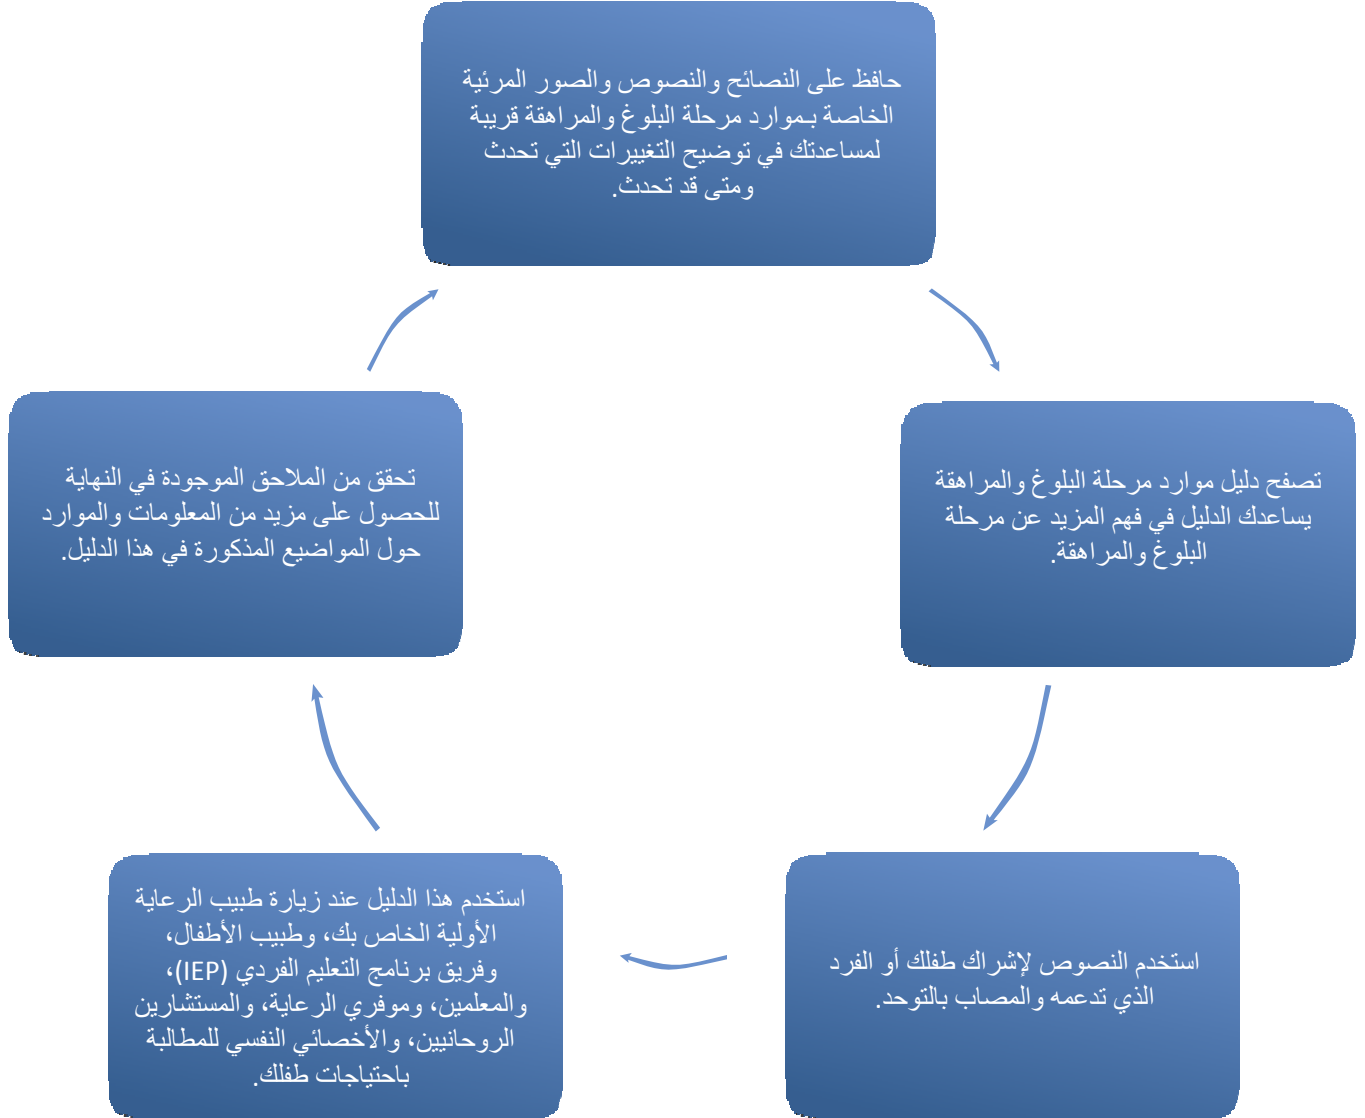 حافظ على النصائح والنصوص والصور المرئية
الخاصة بـموارد مرحلة البلوغ والمراهقة قريبة
لمساعدتك في توضيح التغييرات التي تحدث
ومتى قد تحدث.
تصفح دليل موارد مرحلة البلوغ والمراهقة
يساعدك الدليل في فهم المزيد عن مرحلة
البلوغ والمراهقة.
استخدم النصوص لإشراك طفلك أو الفرد
الذي تدعمه والمصاب بالتوحد.
استخدم هذا الدليل عند زيارة طبيب الرعاية
الأولية الخاص بك، وطبيب الأطفال،
وفريق برنامج التعليم الفردي (IEP)،
والمعلمين، وموفري الرعاية، والمستشارين
الروحانيين، والأخصائي النفسي للمطالبة
باحتياجات طفلك.
تحقق من الملاحق الموجودة في النهاية
للحصول على مزيد من المعلومات والموارد
حول المواضيع المذكورة في هذا الدليل.